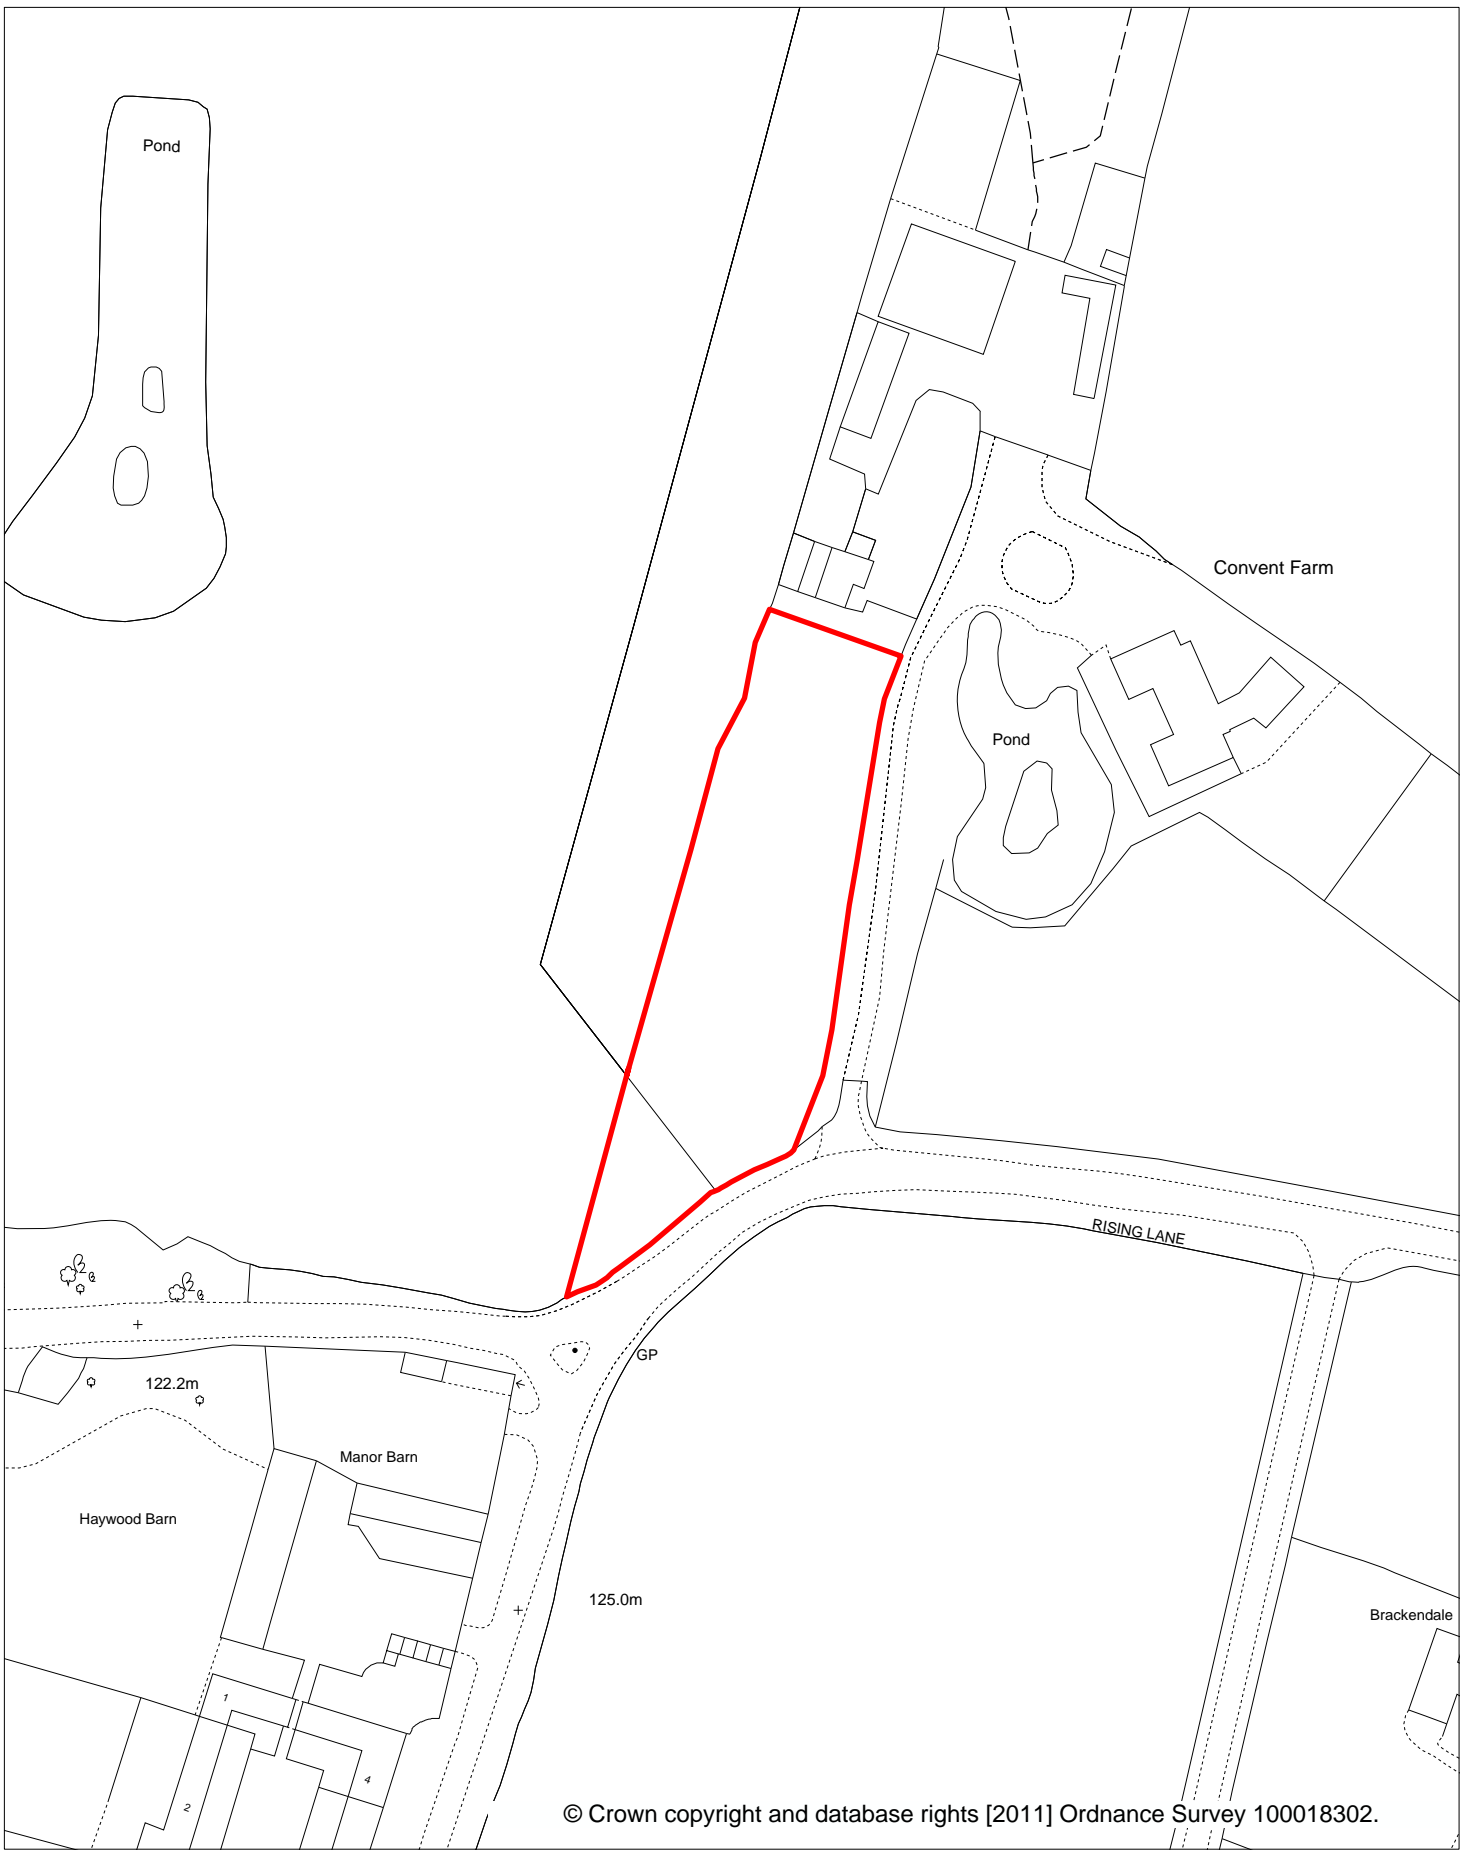 Pond
Convent Farm
Pond
RISING LANE
GP
122.2m
Manor Barn
Haywood Barn
125.0m
Brackendale
1
4
2
© Crown copyright and database rights [2011] Ordnance Survey 100018302.